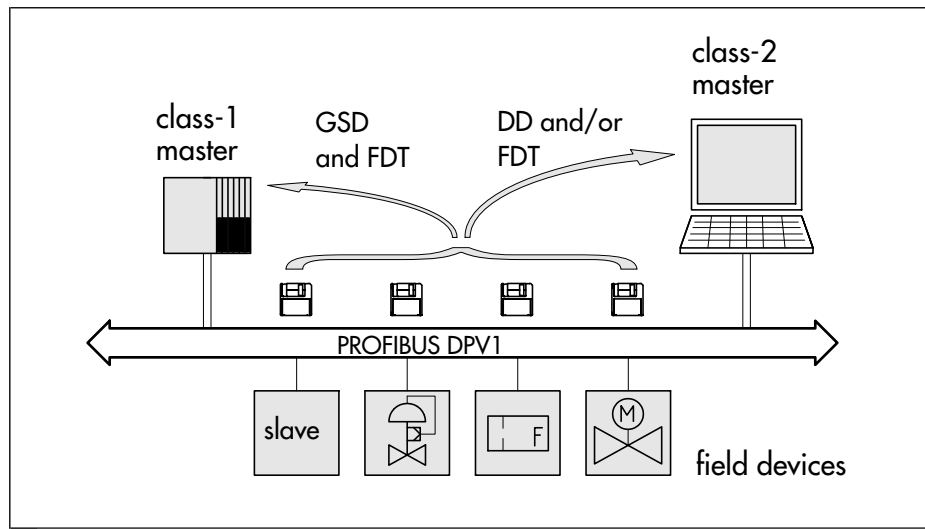 class-2
master
class-1
master
GSD
and FDT
DD and/or
FDT
PROFIBUS DPV1
slave
F
M
field devices